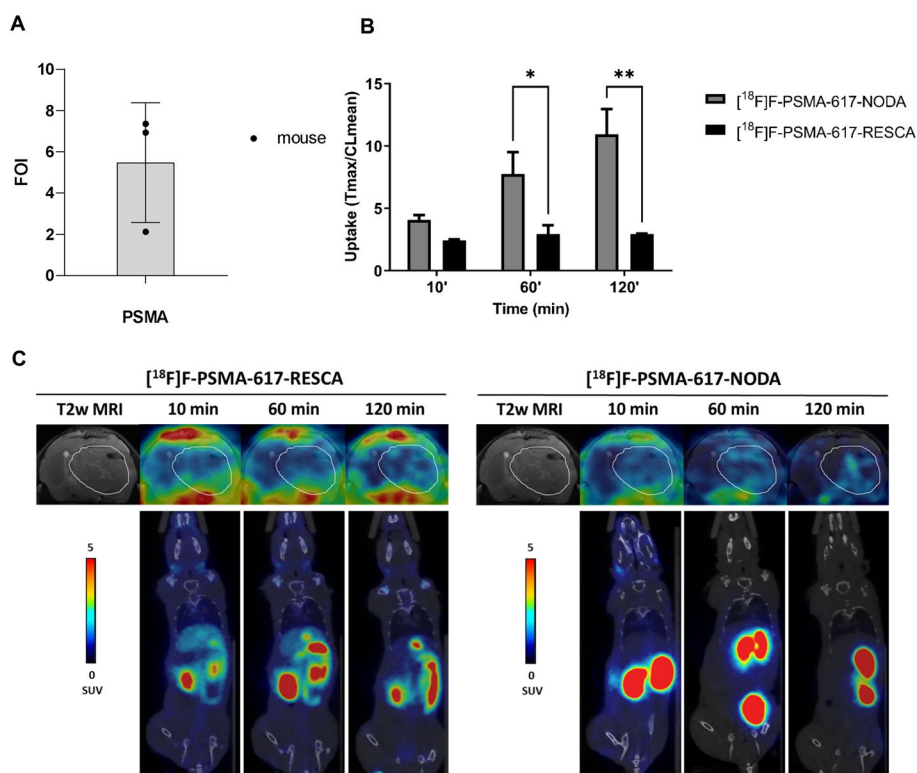 A
FOI
10
8
6
4
2
0
PSMA
mouse
B
Uptake (Tmax/CLmean)
15
10
5
0
*
**
10'
60'
120'
Time (min)
[¹⁸F]F-PSMA-617-NODA
[¹⁸F]F-PSMA-617-RESCA
C
[¹⁸F]F-PSMA-617-RESCA
T2w MRI 10 min 60 min 120 min
5
0
SUV
[¹⁸F]F-PSMA-617-NODA
T2w MRI 10 min 60 min 120 min
5
0
SUV